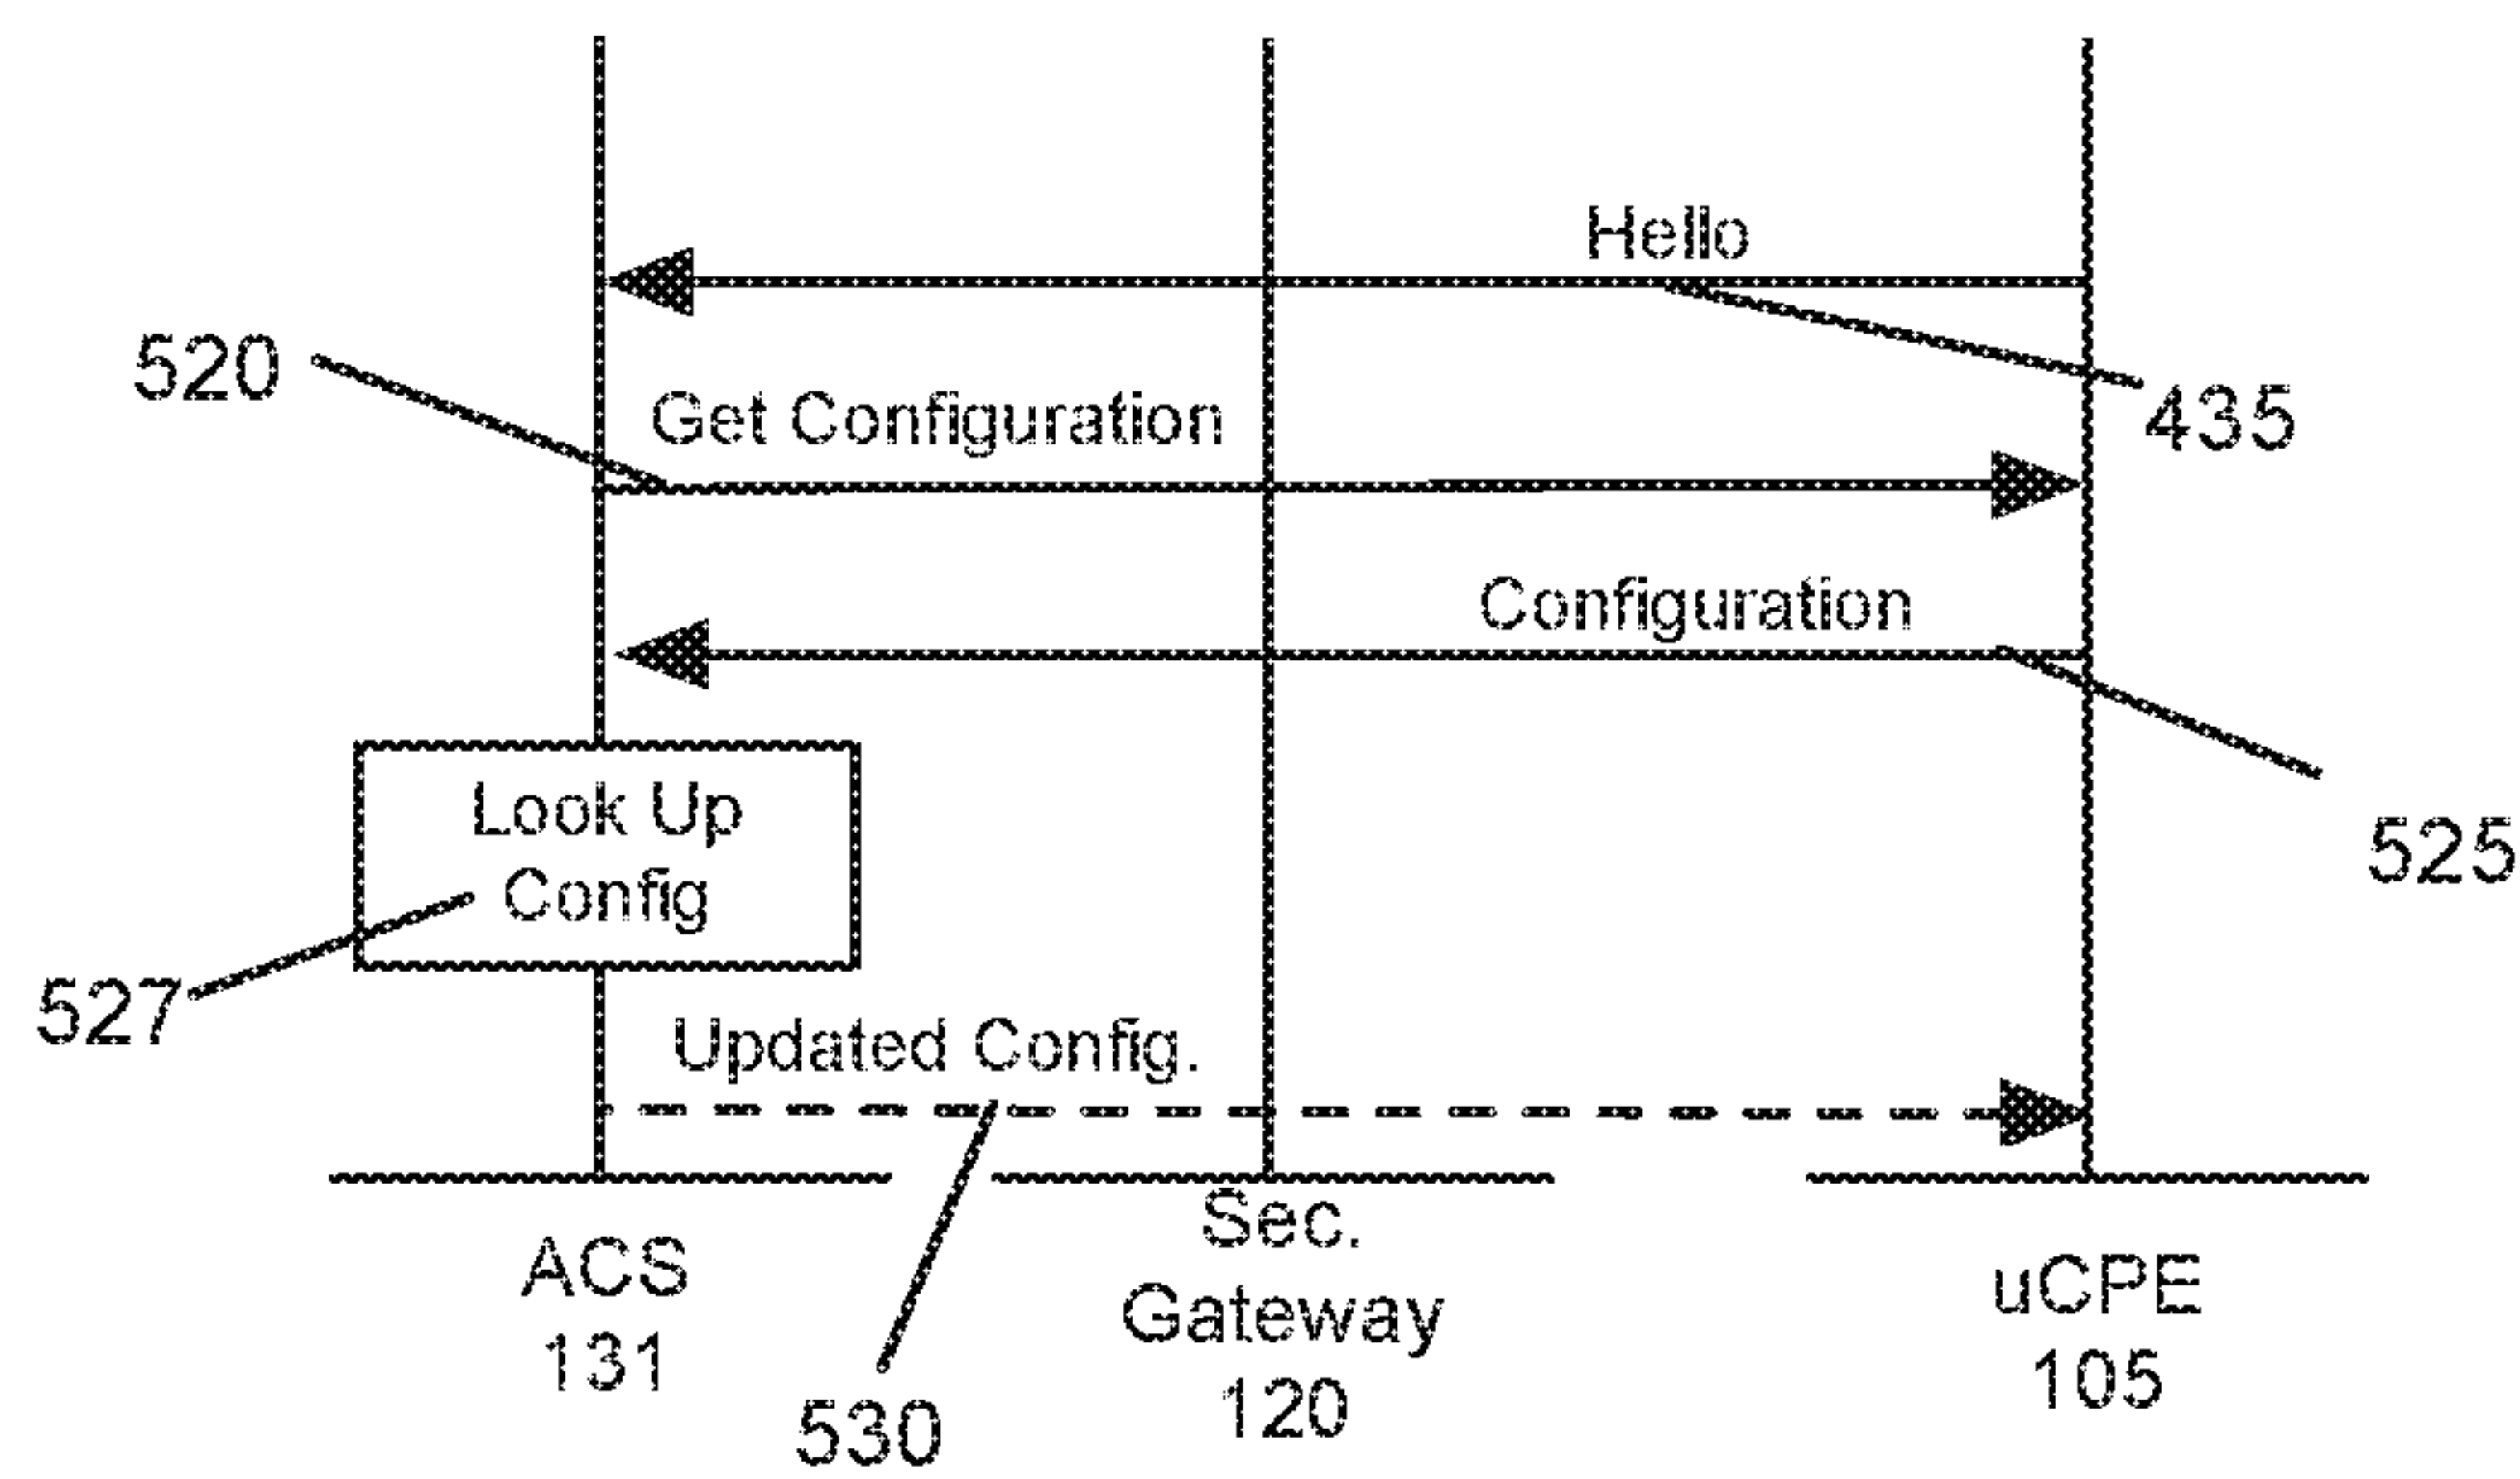 Hello
520
Get Configuration
435
Configuration
Look Up
Config
525
527
Updated Config.
ACS
131
Sec.
Gateway
120
uCPE
105
530